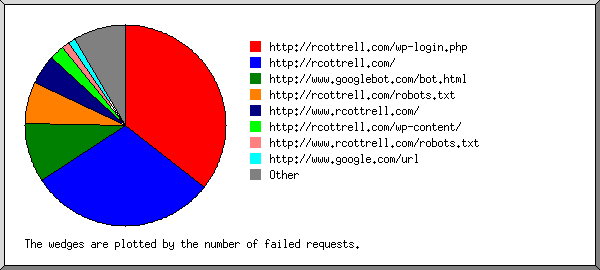 http://rcottrell.com/wp-login.php
http://rcottrell.com/
http://www.googlebot.com/bot.html
http://rcottrell.com/robots.txt
http://www.rcottrell.com/
http://rcottrell.com/wp-content/
http://www.rcottrell.com/robots.txt
http://www.google.com/url
Other
The wedges are plotted by the number of failed requests.